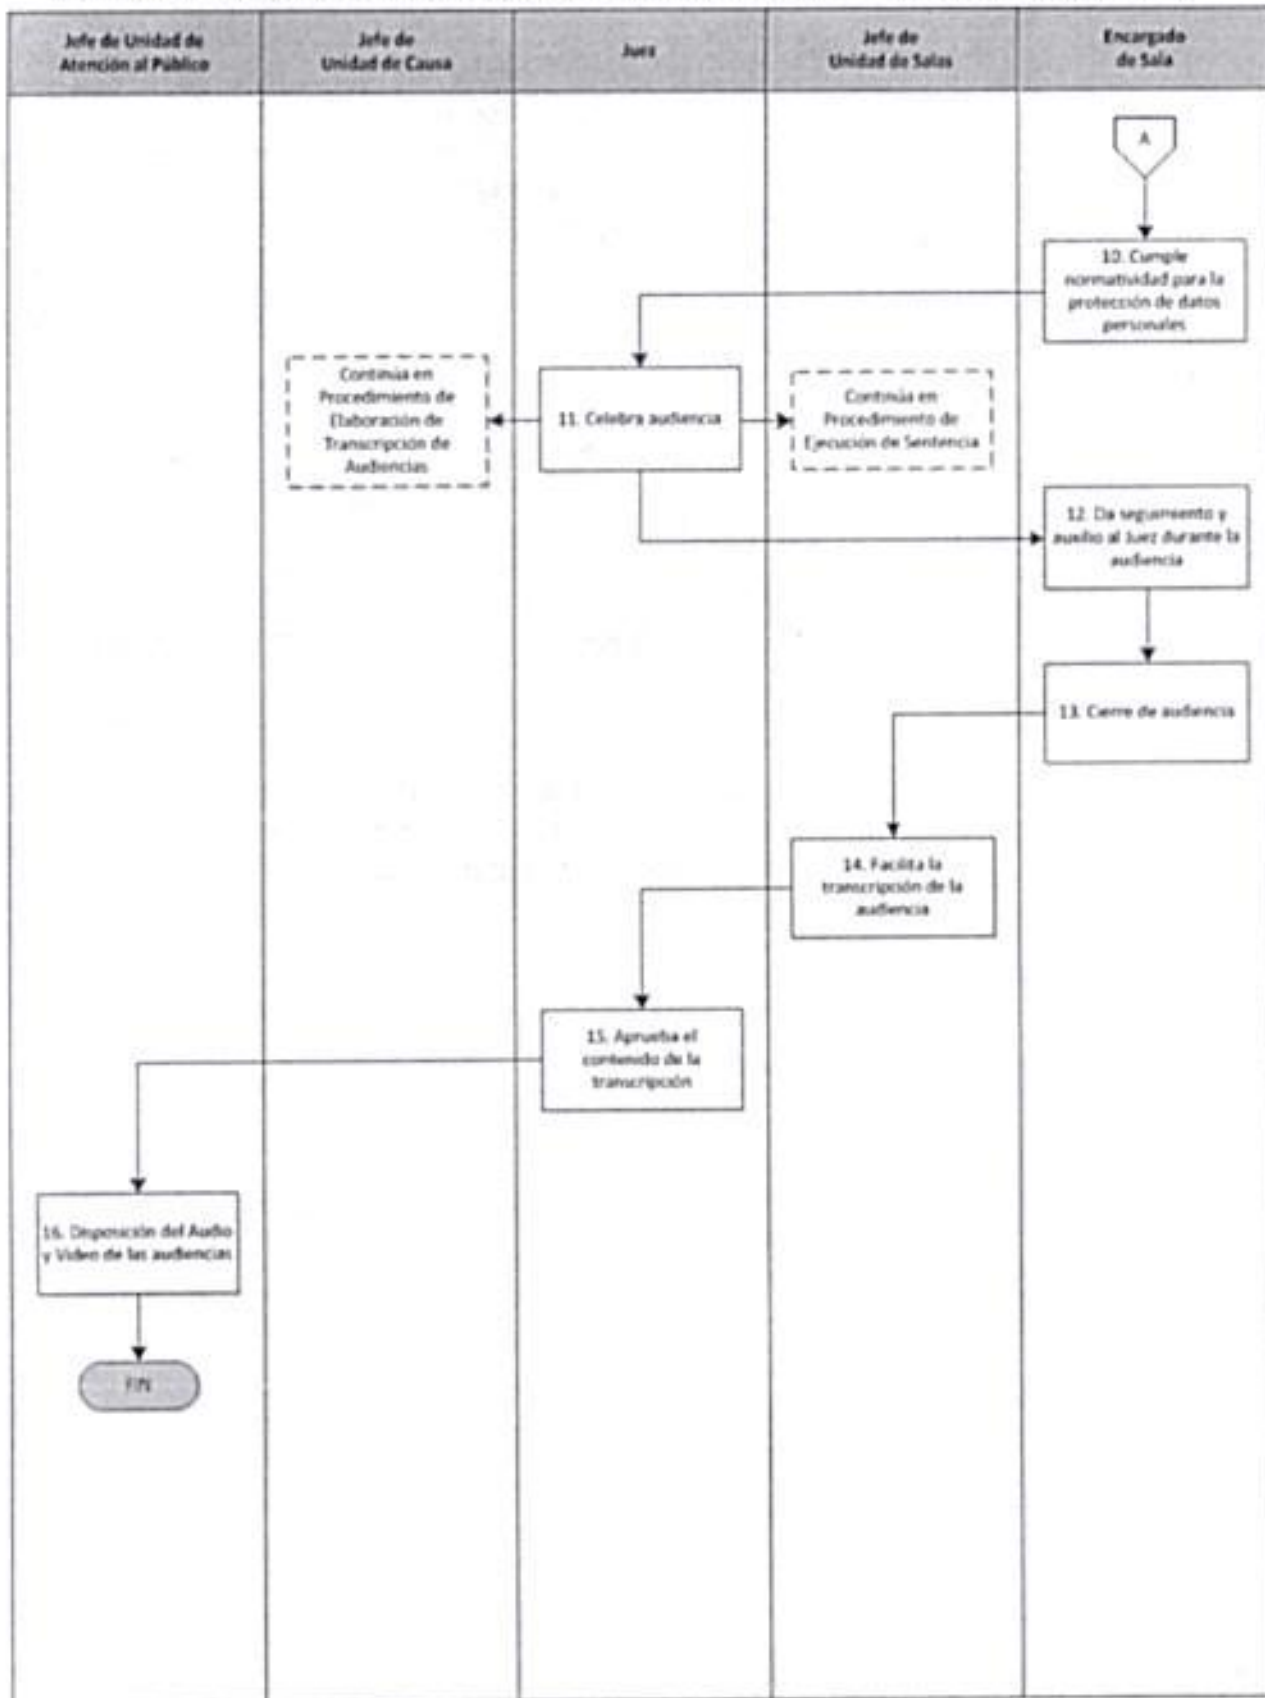 Jefe de Unidad de
Atención al Público
Jefe de
Unidad de Causa
Juez
Jefe de
Unidad de Salas
Encargado
de Sala
A
10. Cumple
normatividad para la
protección de datos
personales
Continúa en
Procedimiento de
Elaboración de
Transcripción de
Audiencias
11. Celebra audiencia
Continúa en
Procedimiento de
Ejecución de Sentencia
12. Da seguimiento y
auxilio al Juez durante la
audiencia
13. Cierre de audiencia
14. Facilita la
transcripción de la
audiencia
15. Aprueba el
contenido de la
transcripción
16. Disposición del Audio
y Video de las audiencias
FIN